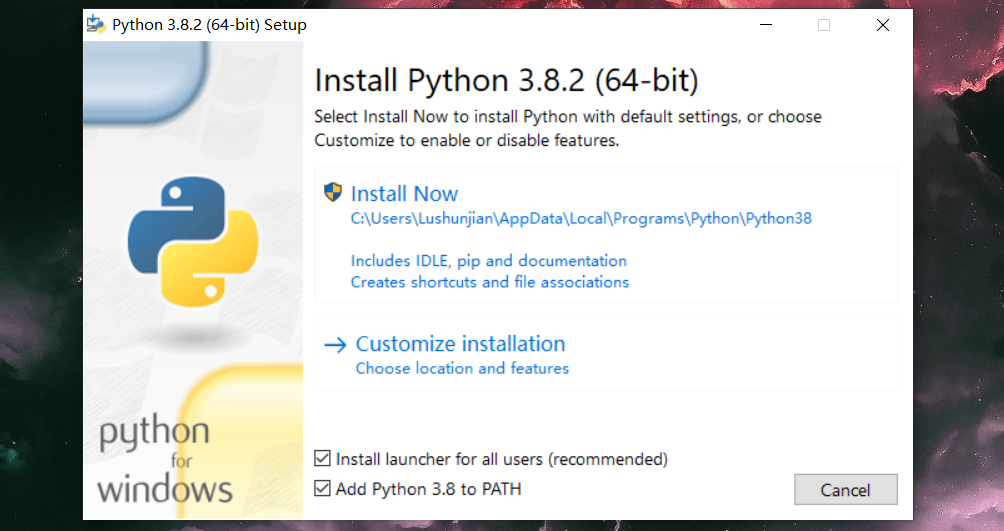 Python 3.8.2 (64-bit) Setup
Install Python 3.8.2 (64-bit)
Select Install Now to install Python with default settings, or choose
Customize to enable or disable features.
Install Now
C:\Users\Lushunjian\AppData\Local\Programs\Python\Python38
Includes IDLE, pip and documentation
Creates shortcuts and file associations
Customize installation
Choose location and features
python
for
windows
Install launcher for all users (recommended)
Add Python 3.8 to PATH
Cancel